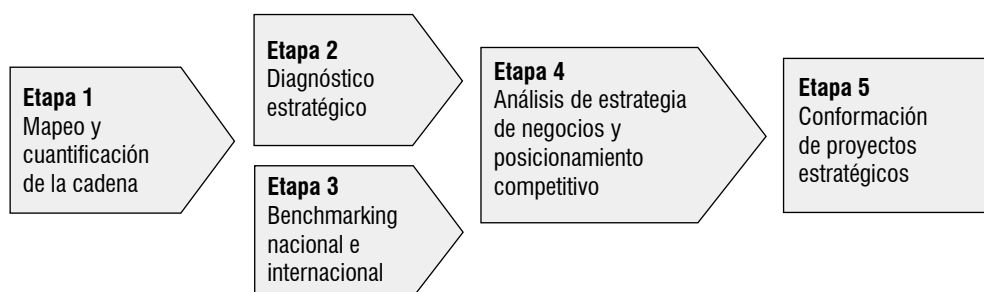 Etapa 1
Mapeo y
cuantificación
de la cadena
Etapa 2
Diagnóstico
estratégico
Etapa 3
Benchmarking
nacional e
internacional
Etapa 4
Análisis de estrategia
de negocios y
posicionamiento
competitivo
Etapa 5
Conformación
de proyectos
estratégicos